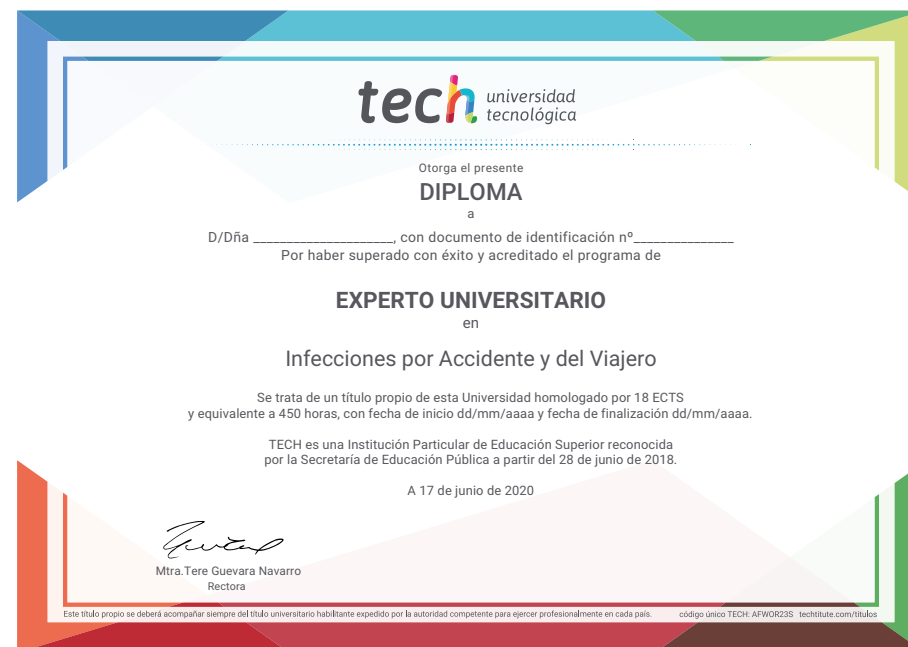 tech universidad
tecnológica
Otorga el presente
DIPLOMA
a
D/Dña _____________________, con documento de identificación nº_______________
Por haber superado con éxito y acreditado el programa de
EXPERTO UNIVERSITARIO
en
Infecciones por Accidente y del Viajero
Se trata de un título propio de esta Universidad homologado por 18 ECTS
y equivalente a 450 horas, con fecha de inicio dd/mm/aaaa y fecha de finalización dd/mm/aaaa.
TECH es una Institución Particular de Educación Superior reconocida
por la Secretaría de Educación Pública a partir del 28 de junio de 2018.
A 17 de junio de 2020
Mtra.Tere Guevara Navarro
Rectora
Este título propio se deberá acompañar siempre del título universitario habilitante expedido por la autoridad competente para ejercer profesionalmente en cada país. código único TECH: AFWOR23S techtitute.com/titulos